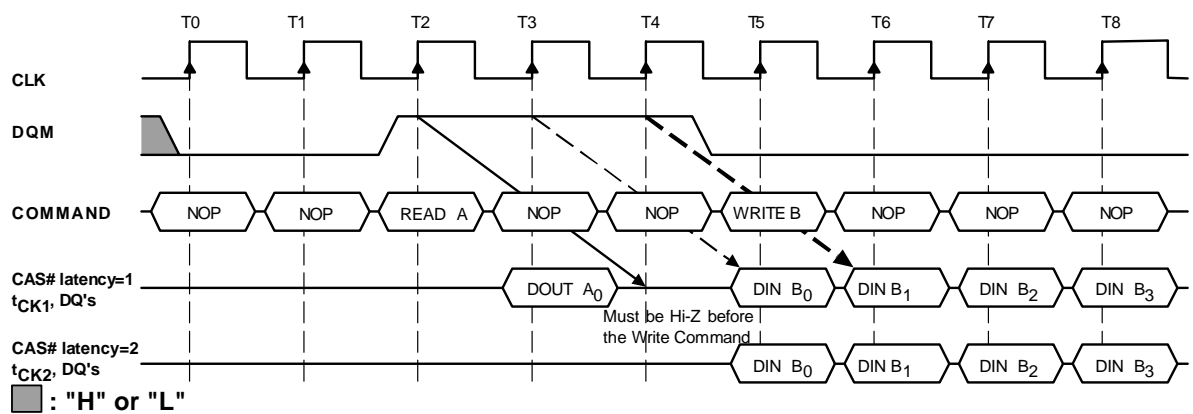 T0 T1 T2 T3 T4 T5 T6 T7 T8
CLK
DQM
COMMAND NOP NOP READ A NOP NOP WRITE B NOP NOP NOP
CAS# latency=1
tCK1, DQ's DOUT A0 DIN B0 DIN B1 DIN B2 DIN B3
Must be Hi-Z before
the Write Command
CAS# latency=2
tCK2, DQ's DIN B0 DIN B1 DIN B2 DIN B3
: "H" or "L"